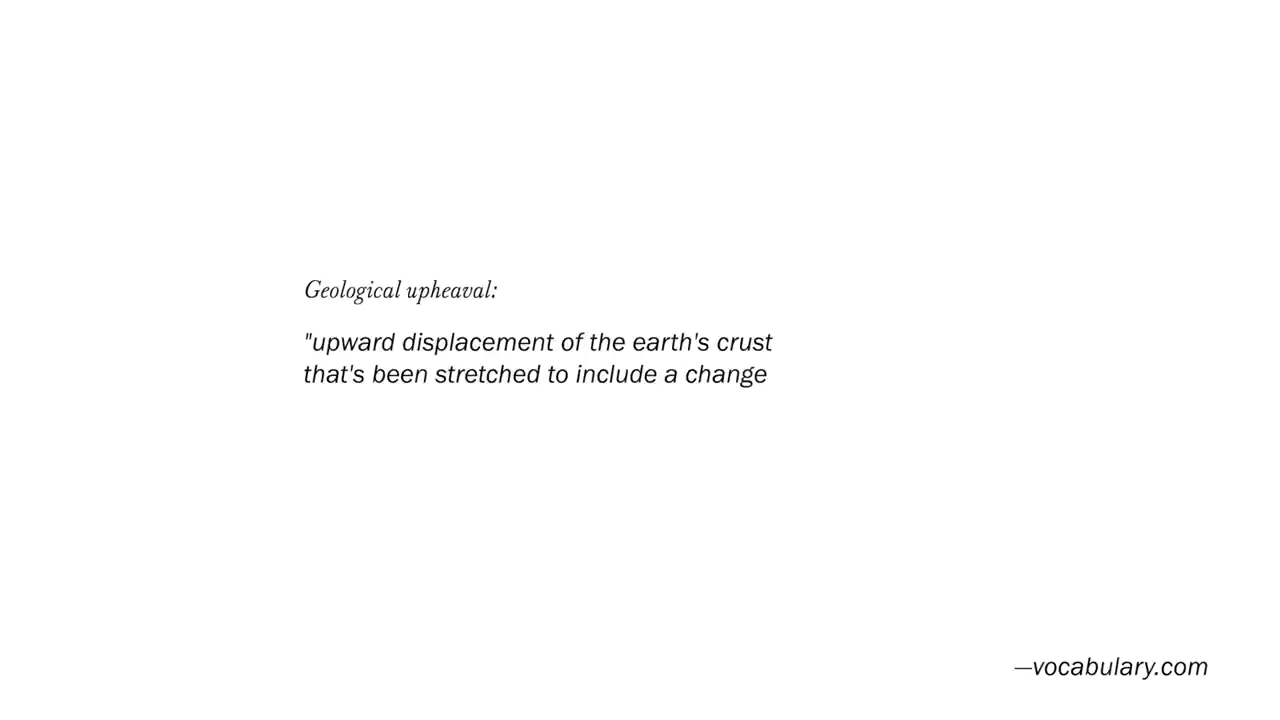 Geological upheaval:
"upward displacement of the earth's crust
that's been stretched to include a change
—vocabulary.com